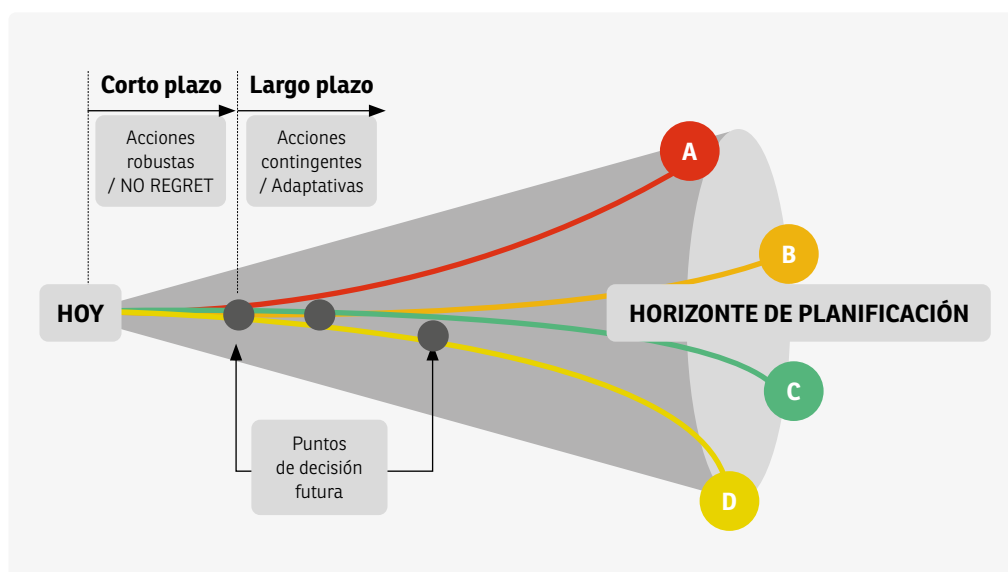 Corto plazo
Largo plazo
Acciones
robustas
/ NO REGRET
Acciones
contingentes
/ Adaptativas
A
B
HOY
HORIZONTE DE PLANIFICACIÓN
C
Puntos
de decisión
futura
D